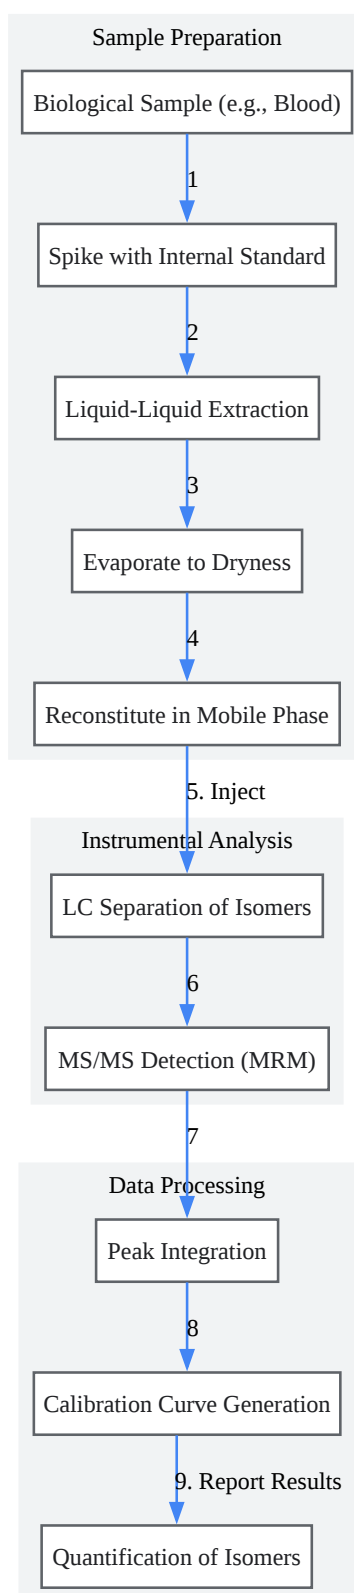 Sample Preparation
Biological Sample (e.g., Blood)
1
Spike with Internal Standard
2
Liquid-Liquid Extraction
3
Evaporate to Dryness
4
Reconstitute in Mobile Phase
5. Inject
Instrumental Analysis
LC Separation of Isomers
6
MS/MS Detection (MRM)
7
Data Processing
Peak Integration
8
Calibration Curve Generation
9. Report Results
Quantification of Isomers